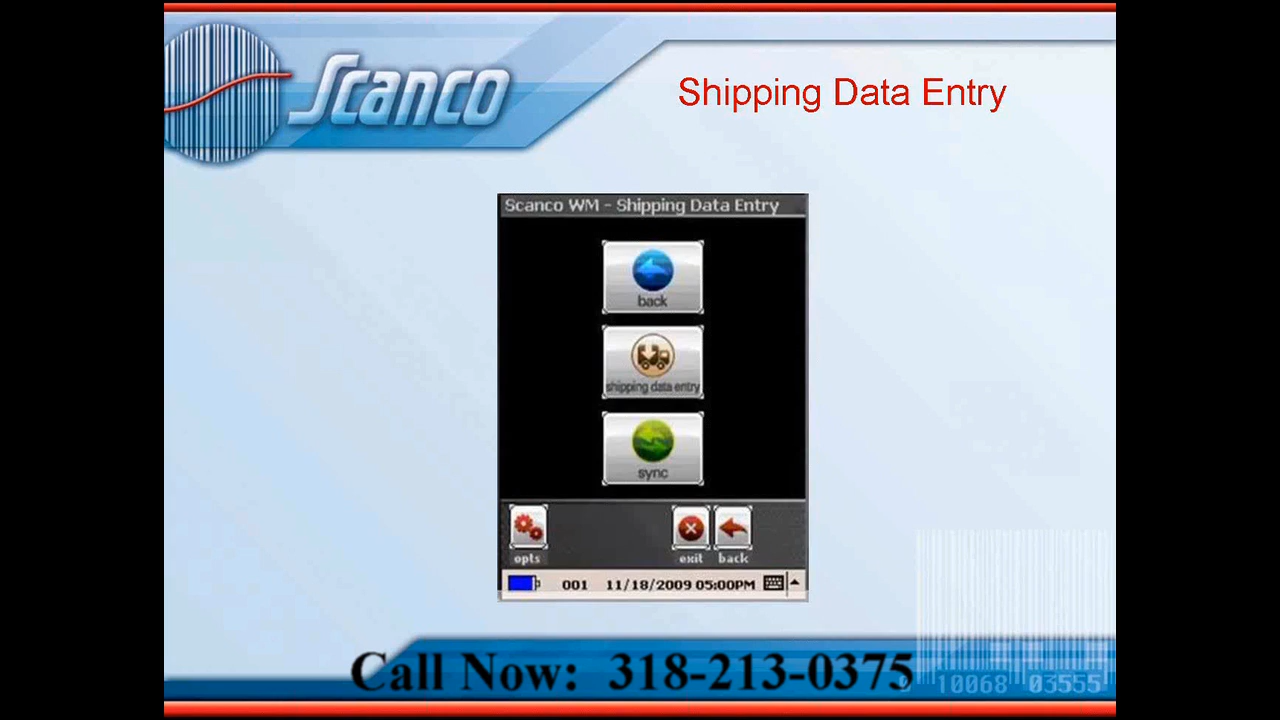 Scanco
Shipping Data Entry
Scanco WM - Shipping Data Entry
back
shipping data entry
sync
opts
exit
back
001 11/18/2009 05:00PM
Call Now: 318-213-0375
10068 03555